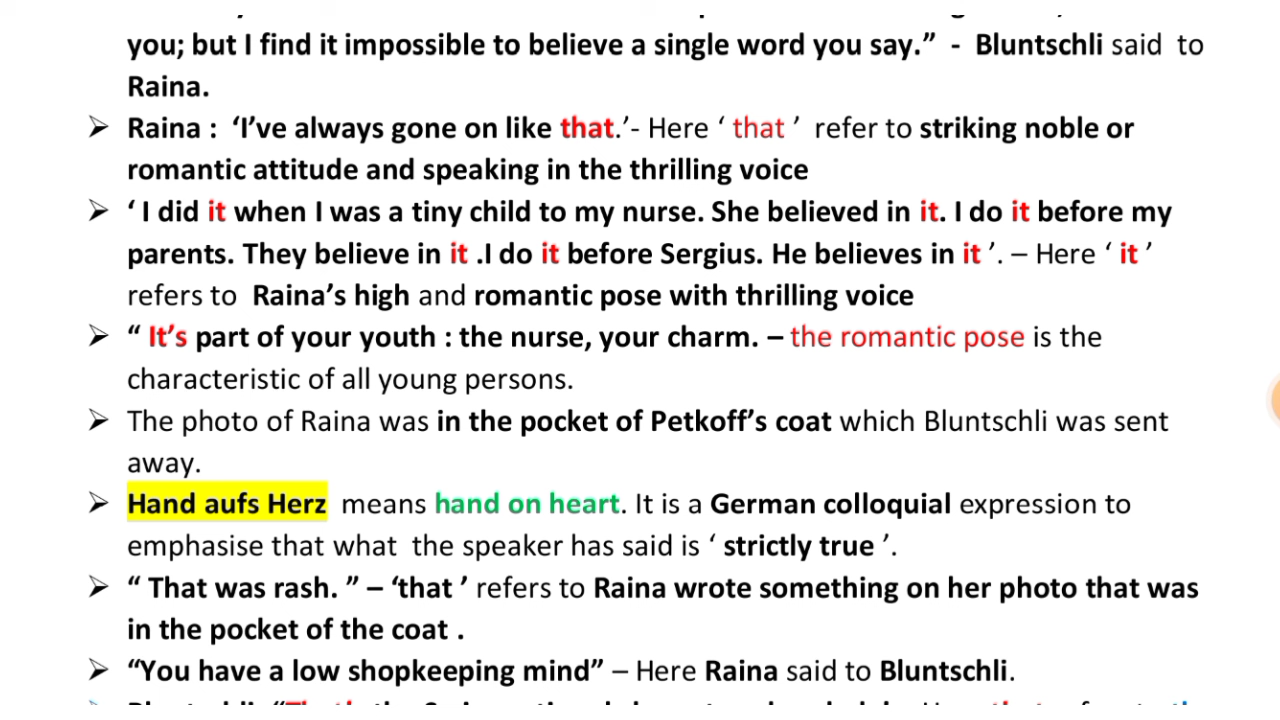 you; but I find it impossible to believe a single word you say.” - Bluntschli said to
Raina.
➢ Raina : ‘I’ve always gone on like that.’- Here ‘ that ’ refer to striking noble or
romantic attitude and speaking in the thrilling voice
➢ ‘ I did it when I was a tiny child to my nurse. She believed in it. I do it before my
parents. They believe in it .I do it before Sergius. He believes in it ’. – Here ‘ it ’
refers to Raina’s high and romantic pose with thrilling voice
➢ “ It’s part of your youth : the nurse, your charm. – the romantic pose is the
characteristic of all young persons.
➢ The photo of Raina was in the pocket of Petkoff’s coat which Bluntschli was sent
away.
➢ Hand aufs Herz means hand on heart. It is a German colloquial expression to
emphasise that what the speaker has said is ‘ strictly true ’.
➢ “ That was rash. ” – ‘that ’ refers to Raina wrote something on her photo that was
in the pocket of the coat .
➢ “You have a low shopkeeping mind” – Here Raina said to Bluntschli.